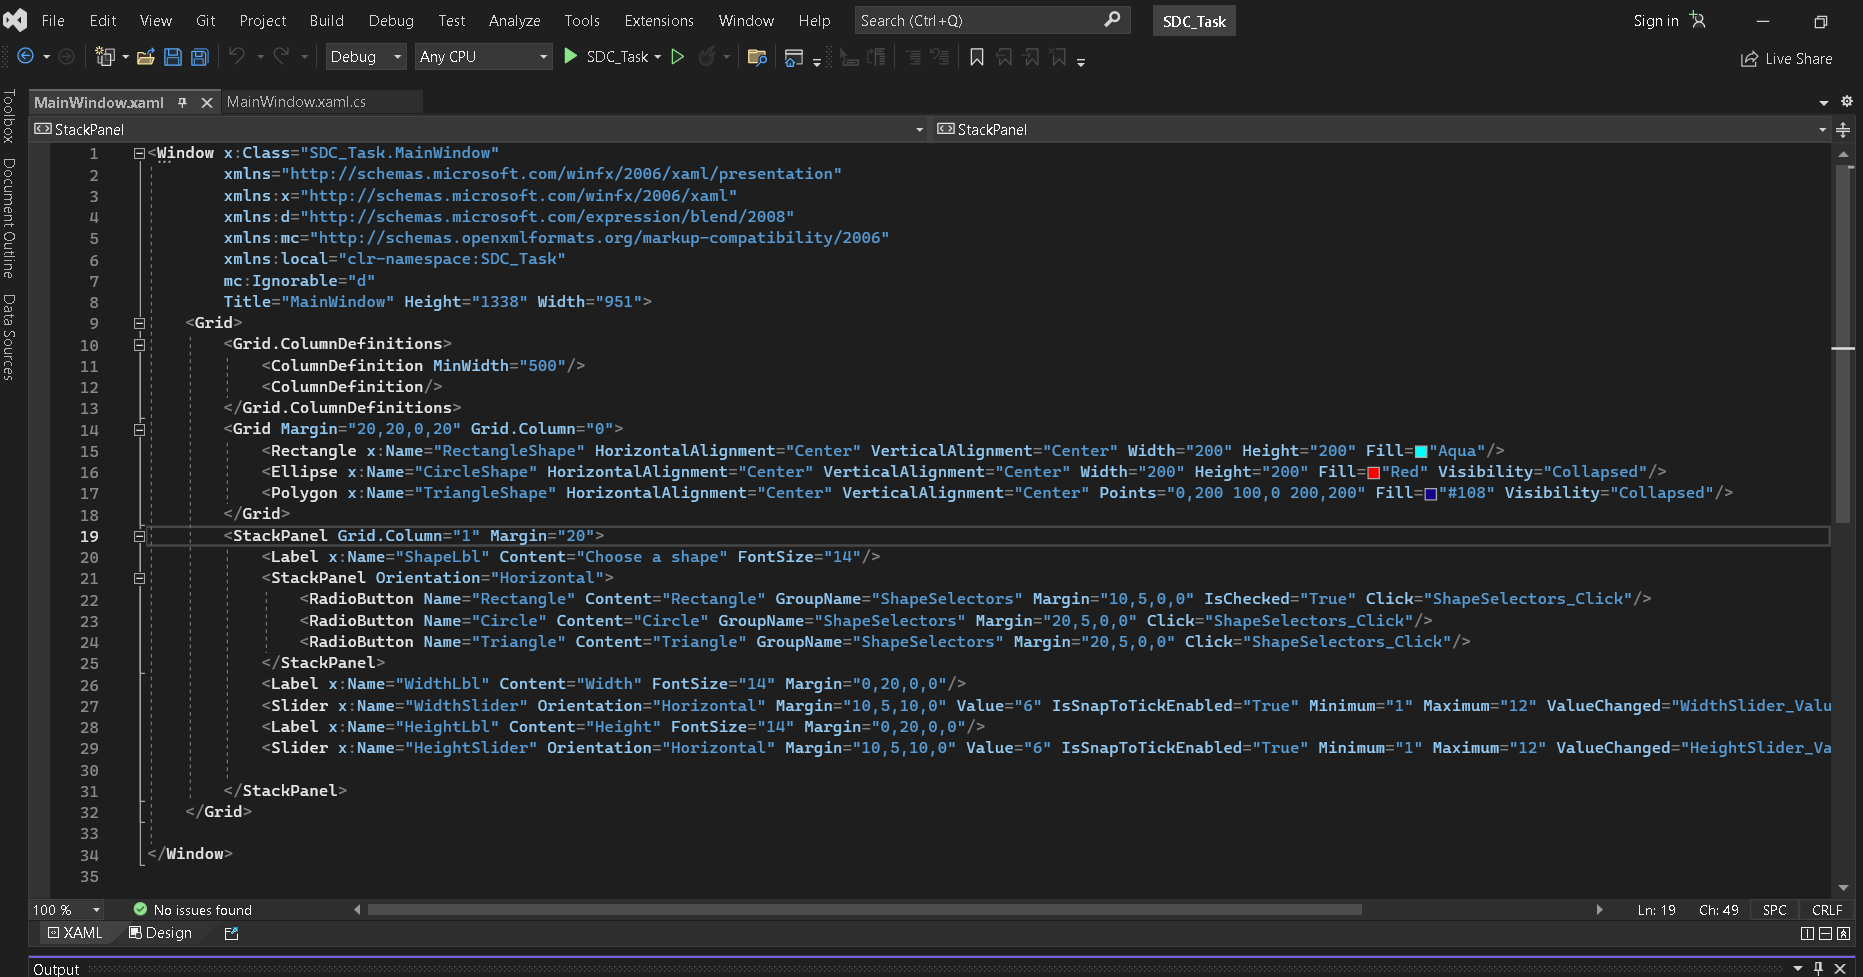 File Edit View Git Project Build Debug Test Analyze Tools Extensions Window Help Search (Ctrl+Q) SDC_Task Sign in
Debug Any CPU SDC_Task Live Share
Toolbox
Document Outline
Data Sources
MainWindow.xaml MainWindow.xaml.cs
StackPanel StackPanel
1 <Window x:Class="SDC_Task.MainWindow"
2 xmlns="http://schemas.microsoft.com/winfx/2006/xaml/presentation"
3 xmlns:x="http://schemas.microsoft.com/winfx/2006/xaml"
4 xmlns:d="http://schemas.microsoft.com/expression/blend/2008"
5 xmlns:mc="http://schemas.openxmlformats.org/markup-compatibility/2006"
6 xmlns:local="clr-namespace:SDC_Task"
7 mc:Ignorable="d"
8 Title="MainWindow" Height="1338" Width="951">
9 <Grid>
10 <Grid.ColumnDefinitions>
11 <ColumnDefinition MinWidth="500"/>
12 <ColumnDefinition/>
13 </Grid.ColumnDefinitions>
14 <Grid Margin="20,20,0,20" Grid.Column="0">
15 <Rectangle x:Name="RectangleShape" HorizontalAlignment="Center" VerticalAlignment="Center" Width="200" Height="200" Fill="Aqua"/>
16 <Ellipse x:Name="CircleShape" HorizontalAlignment="Center" VerticalAlignment="Center" Width="200" Height="200" Fill="Red" Visibility="Collapsed"/>
17 <Polygon x:Name="TriangleShape" HorizontalAlignment="Center" VerticalAlignment="Center" Points="0,200 100,0 200,200" Fill="#108" Visibility="Collapsed"/>
18 </Grid>
19 <StackPanel Grid.Column="1" Margin="20">
20 <Label x:Name="ShapeLbl" Content="Choose a shape" FontSize="14"/>
21 <StackPanel Orientation="Horizontal">
22 <RadioButton Name="Rectangle" Content="Rectangle" GroupName="ShapeSelectors" Margin="10,5,0,0" IsChecked="True" Click="ShapeSelectors_Click"/>
23 <RadioButton Name="Circle" Content="Circle" GroupName="ShapeSelectors" Margin="20,5,0,0" Click="ShapeSelectors_Click"/>
24 <RadioButton Name="Triangle" Content="Triangle" GroupName="ShapeSelectors" Margin="20,5,0,0" Click="ShapeSelectors_Click"/>
25 </StackPanel>
26 <Label x:Name="WidthLbl" Content="Width" FontSize="14" Margin="0,20,0,0"/>
27 <Slider x:Name="WidthSlider" Orientation="Horizontal" Margin="10,5,10,0" Value="6" IsSnapToTickEnabled="True" Minimum="1" Maximum="12" ValueChanged="WidthSlider_Valu
28 <Label x:Name="HeightLbl" Content="Height" FontSize="14" Margin="0,20,0,0"/>
29 <Slider x:Name="HeightSlider" Orientation="Horizontal" Margin="10,5,10,0" Value="6" IsSnapToTickEnabled="True" Minimum="1" Maximum="12" ValueChanged="HeightSlider_Va
30
31 </StackPanel>
32 </Grid>
33
34 </Window>
35
100 % No issues found Ln: 19 Ch: 49 SPC CRLF
XAML Design
Output